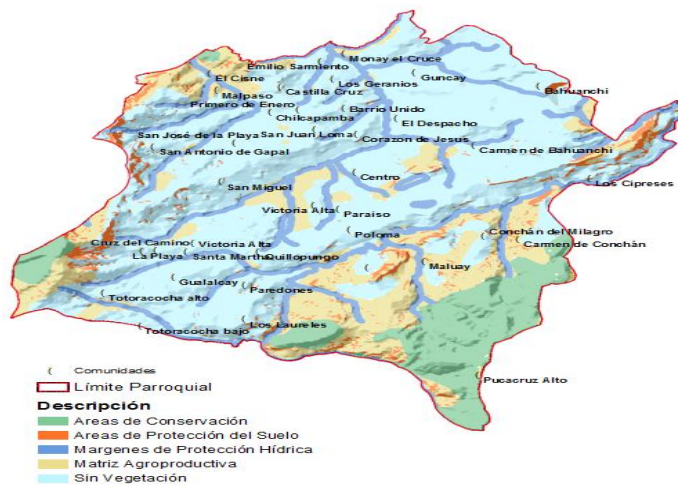 Monay el Cruce
Emilio Sarmiento
El Cisne
Los Geranios
Guncay
Malpaso
Castilla Cruz
Bahuanchi
Primero de Enero
Barrio Unido
Chilcapamba
El Despacho
San José de la Playa
San Juan Loma
Corazon de Jesus
San Antonio de Gapal
Carmen de Bahuanchi
Centro
San Miguel
Los Cipreses
Victoria Alta
Paraiso
Poloma
Conchán del Milagro
Cruz del Camino
Victoria Alta
Carmen de Conchán
La Playa
Santa Martha
Quillopungo
Maluay
Gualalcay
Paredones
Totoracocha alto
Los Laureles
Totoracocha bajo
Pucacruz Alto
Comunidades
Límite Parroquial
Descripción
Areas de Conservación
Areas de Protección del Suelo
Margenes de Protección Hídrica
Matriz Agroproductiva
Sin Vegetación